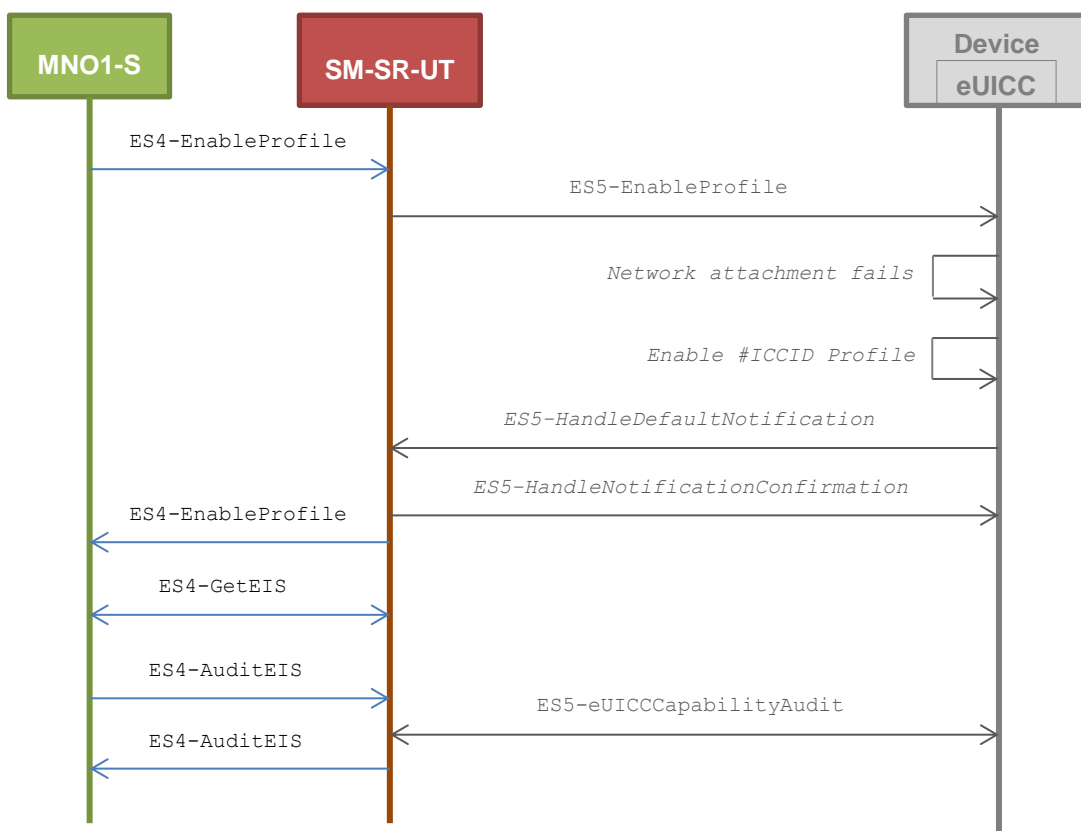 MNO1-S
SM-SR-UT
Device
eUICC
ES4-EnableProfile
ES5-EnableProfile
Network attachment fails
Enable #ICCID Profile
ES5-HandleDefaultNotification
ES5-HandleNotificationConfirmation
ES4-EnableProfile
ES4-GetEIS
ES4-AuditEIS
ES5-eUICCCapabilityAudit
ES4-AuditEIS